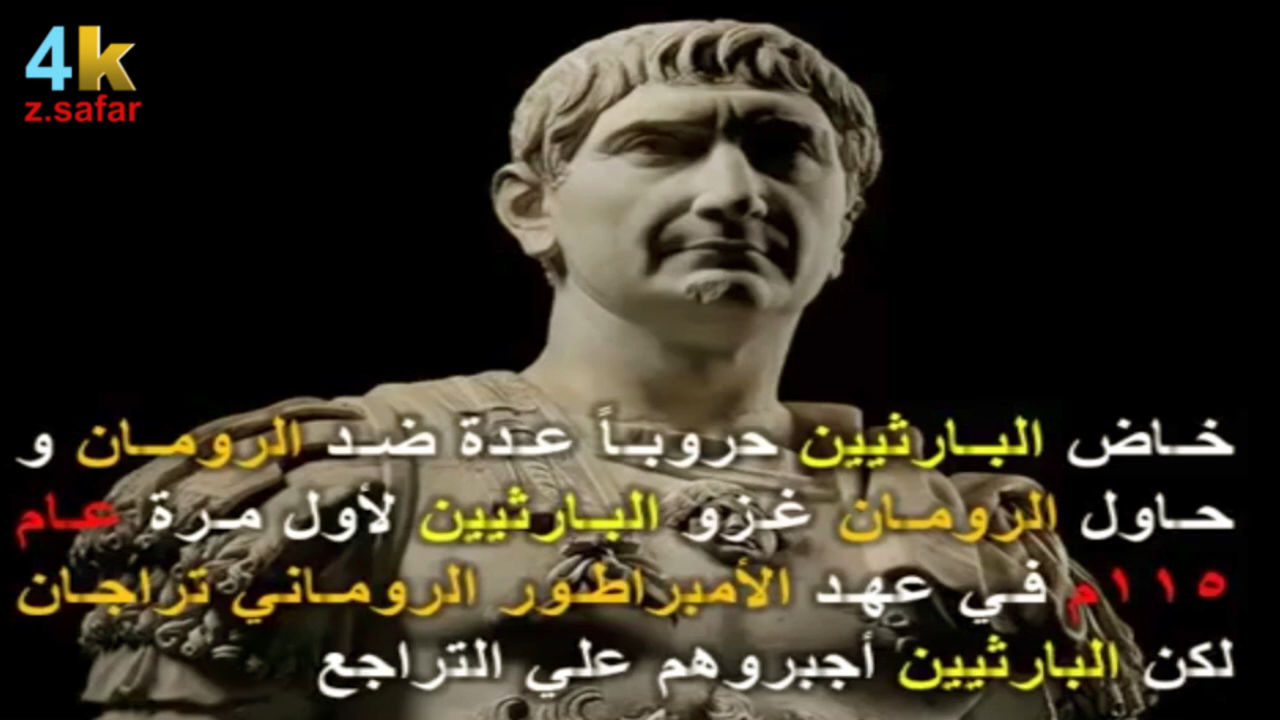 4k
z.safar
خاض البارثيين حروباً عدة ضد الرومان و
حاول الرومان غزو البارثيين لأول مرة عام
١١٥م في عهد الأمبراطور الروماني تراجان
لكن البارثيين أجبروهم علي التراجع